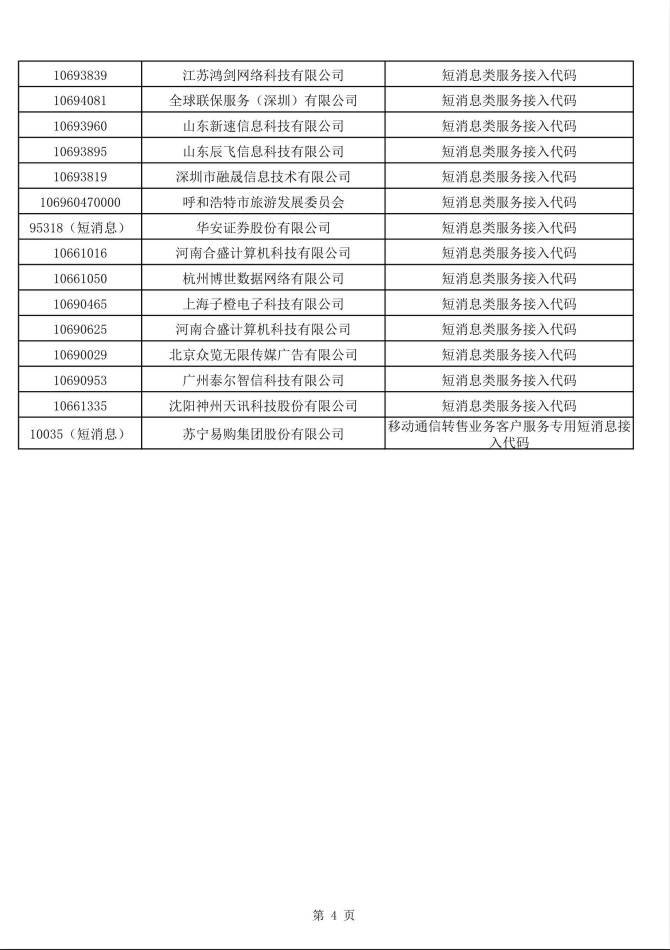 10693839 江苏鸿剑网络科技有限公司 短消息类服务接入代码
10694081 全球联保服务（深圳）有限公司 短消息类服务接入代码
10693960 山东新速信息科技有限公司 短消息类服务接入代码
10693895 山东辰飞信息科技有限公司 短消息类服务接入代码
10693819 深圳市融晟信息技术有限公司 短消息类服务接入代码
106960470000 呼和浩特市旅游发展委员会 短消息类服务接入代码
95318（短消息） 华安证券股份有限公司 短消息类服务接入代码
10661016 河南合盛计算机科技有限公司 短消息类服务接入代码
10661050 杭州博世数据网络有限公司 短消息类服务接入代码
10690465 上海子橙电子科技有限公司 短消息类服务接入代码
10690625 河南合盛计算机科技有限公司 短消息类服务接入代码
10690029 北京众览无限传媒广告有限公司 短消息类服务接入代码
10690953 广州泰尔智信科技有限公司 短消息类服务接入代码
10661335 沈阳神州天讯科技股份有限公司 短消息类服务接入代码
10035（短消息） 苏宁易购集团股份有限公司 移动通信转售业务客户服务专用短消息接
入代码
第 4 页